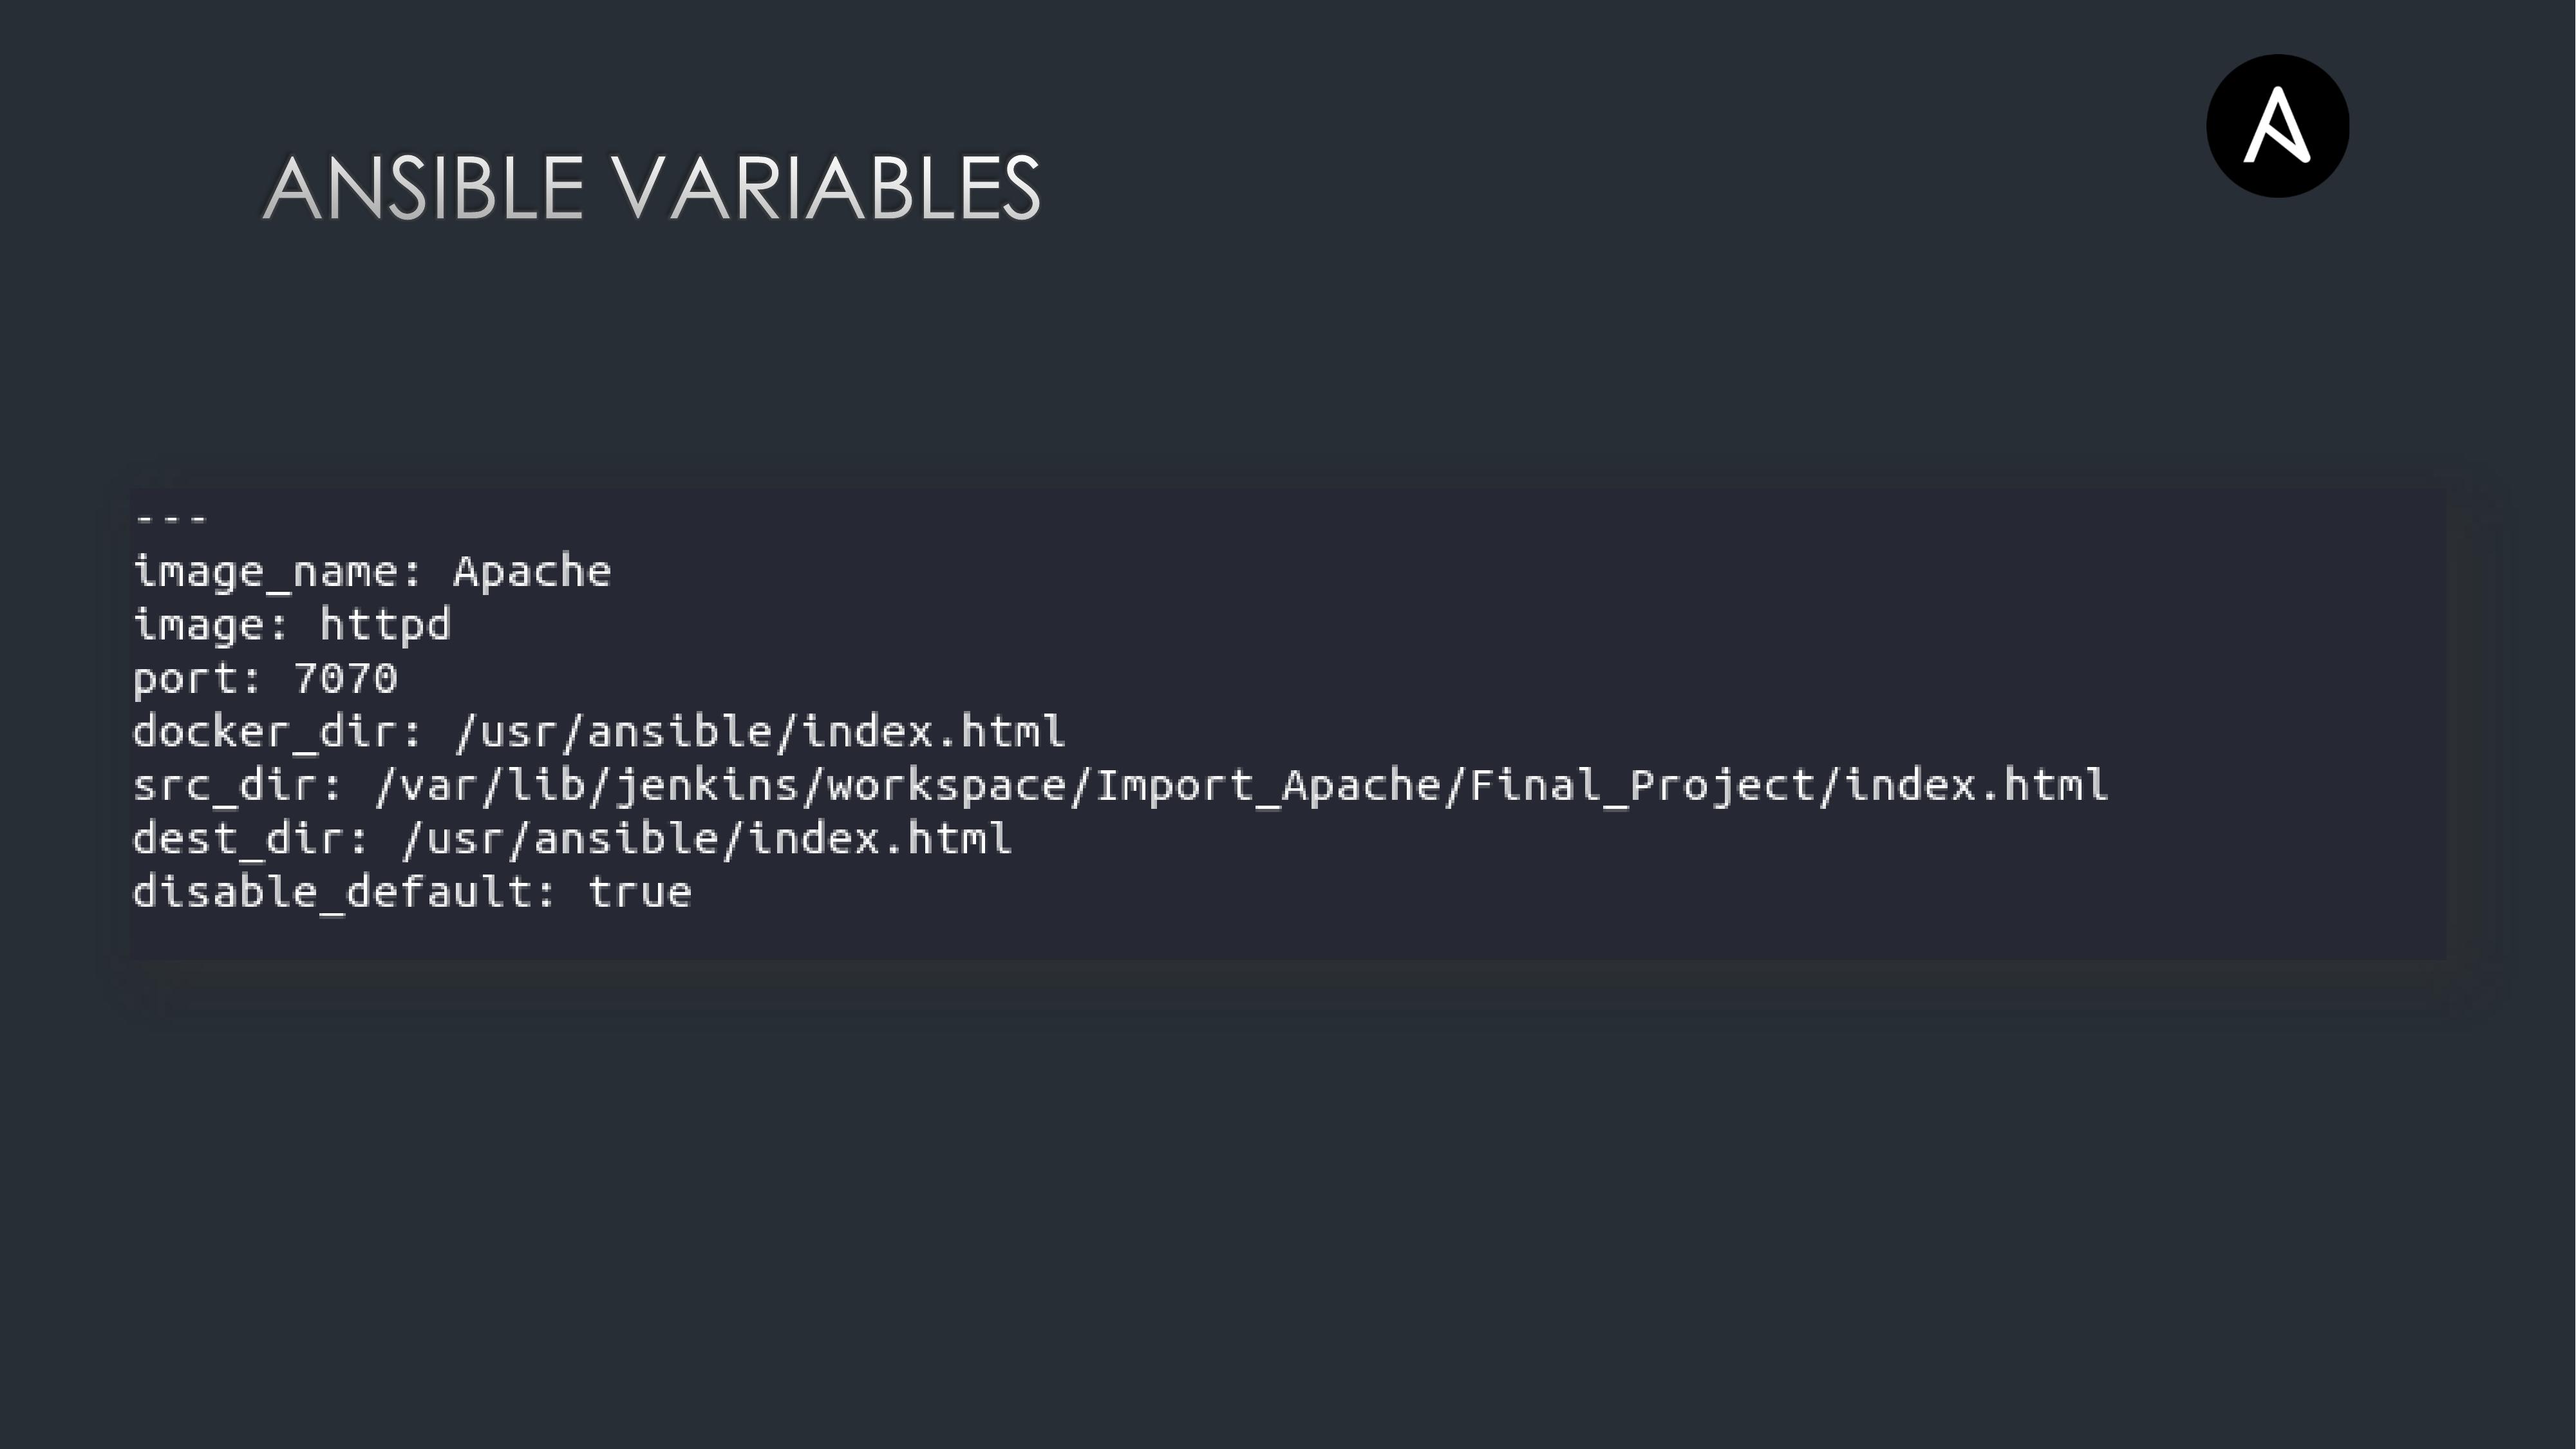 ANSIBLE VARIABLES
---
image_name: Apache
image: httpd
port: 7070
docker_dir: /usr/ansible/index.html
src_dir: /var/lib/jenkins/workspace/Import_Apache/Final_Project/index.html
dest_dir: /usr/ansible/index.html
disable_default: true